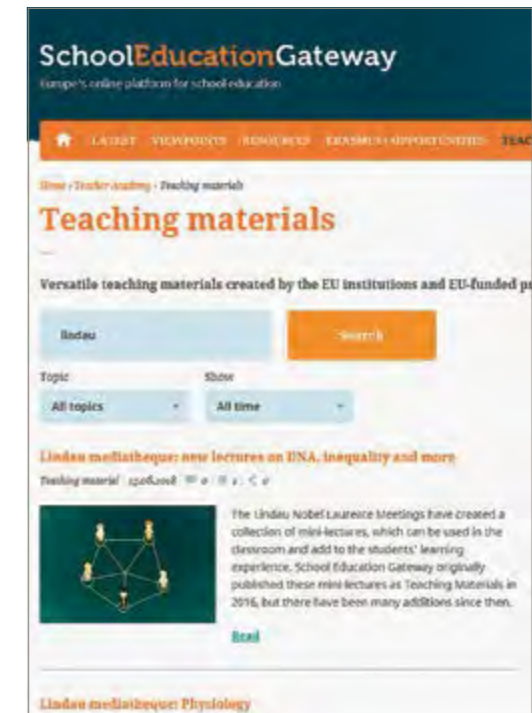 SchoolEducationGateway
Europe's online platform for school education
LATEST VIEWPOINTS RESOURCES ERASMUS+ OPPORTUNITIES TEAC
Home › Teacher Academy › Teaching materials
Teaching materials
Versatile teaching materials created by the EU institutions and EU-funded pr
lindau
Search
Topic Show
All topics All time
Lindau mediatheque: new lectures on DNA, inequality and more
Teaching material 0 1 0
The Lindau Nobel Laureate Meetings have created a
collection of mini-lectures, which can be used in the
classroom and add to the students' learning
experience. School Education Gateway originally
published these mini-lectures as Teaching Materials in
2016, but there have been many additions since then.
Read
Lindau mediatheque: Physiology